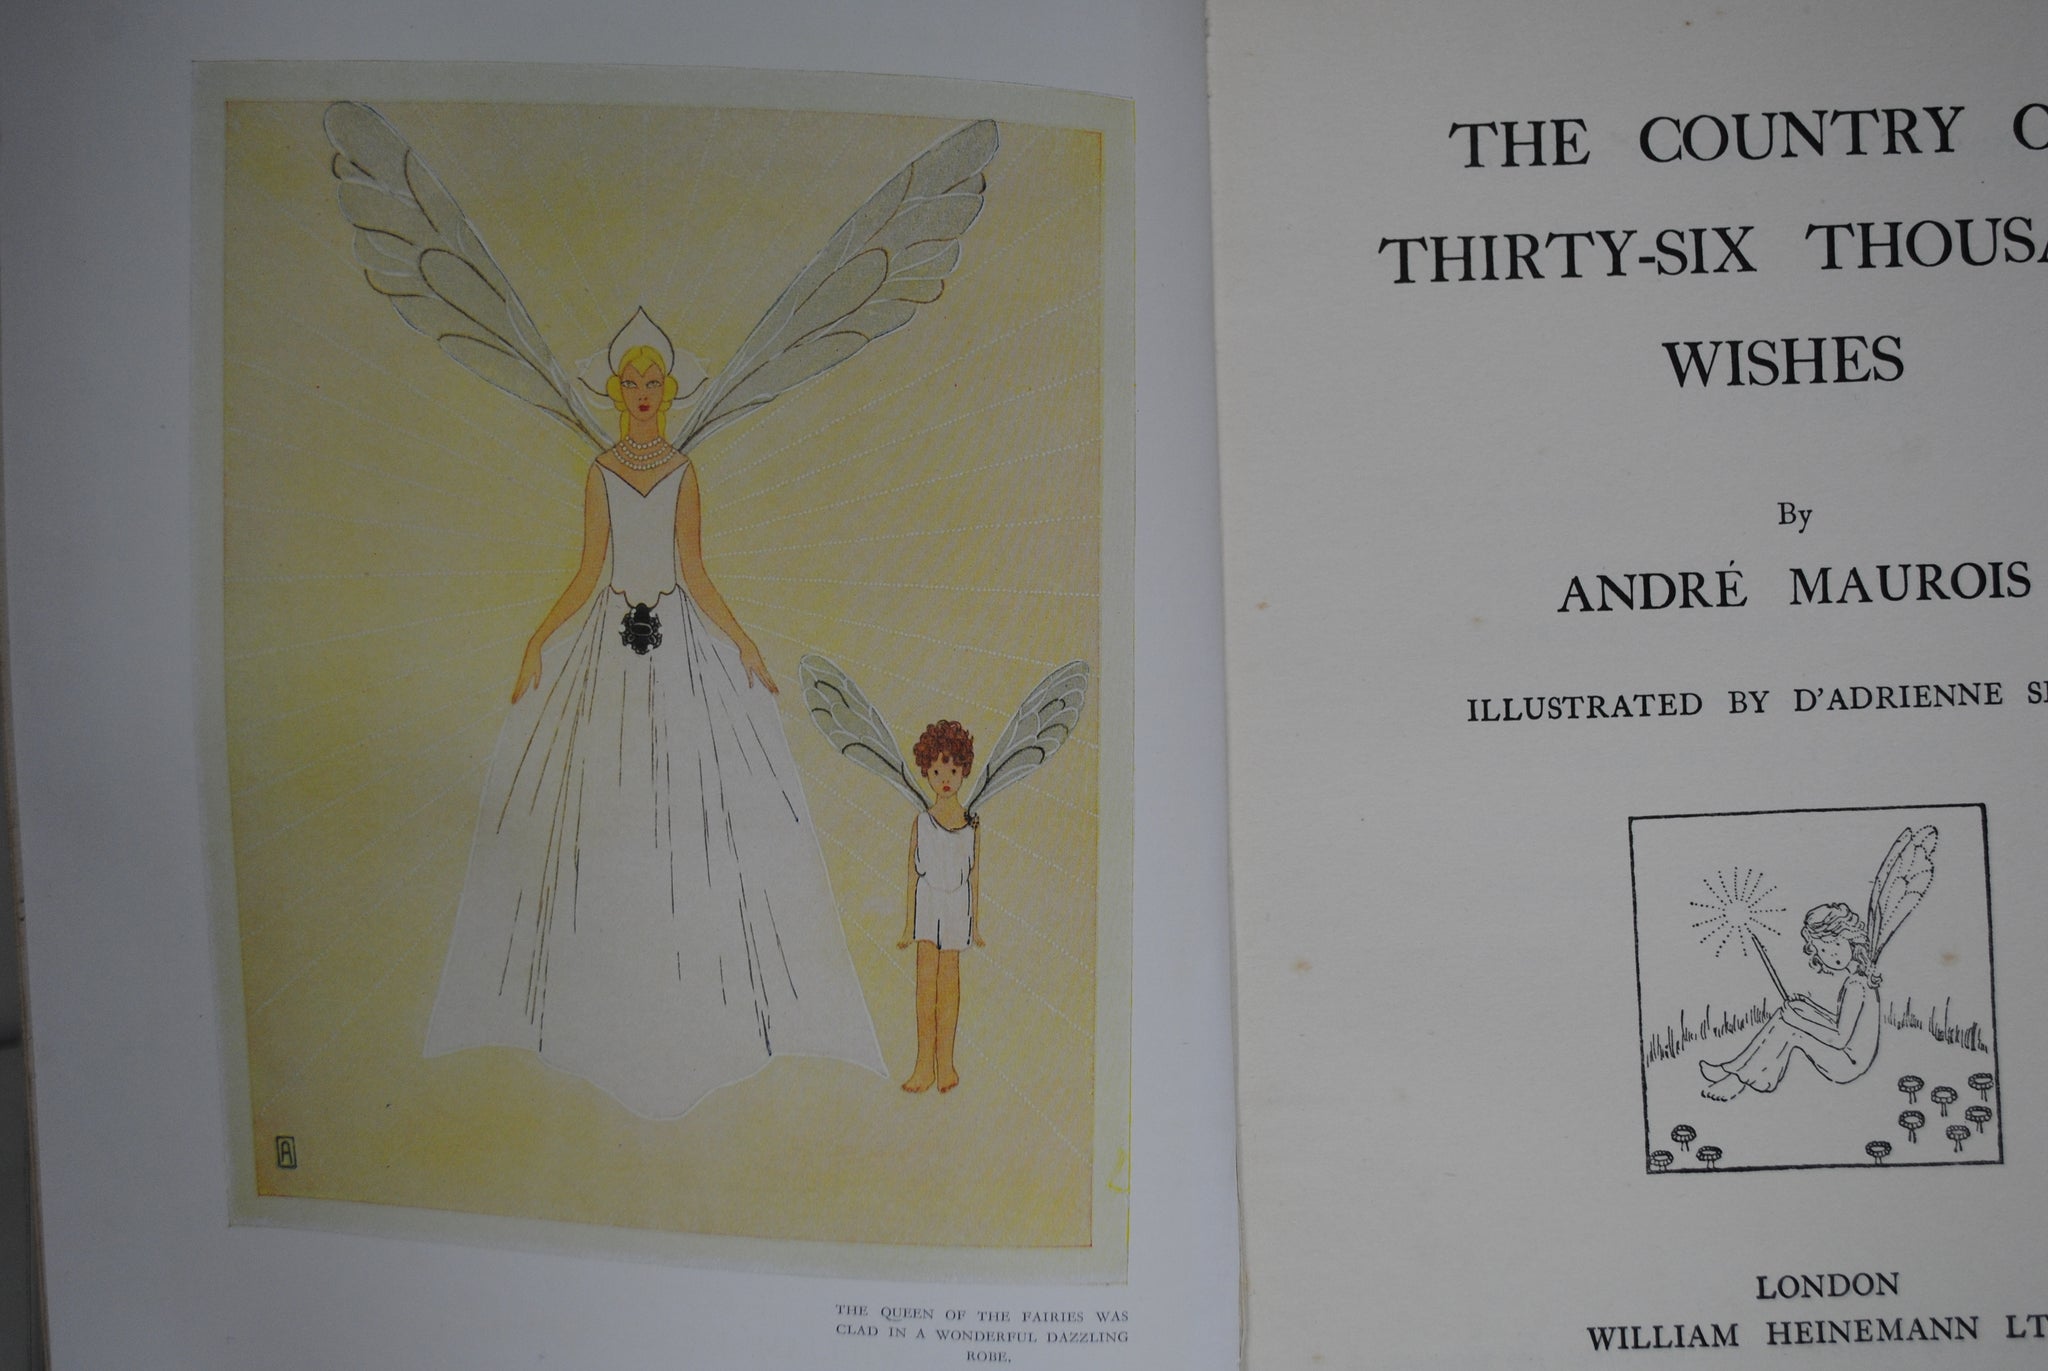 THE QUEEN OF THE FAIRIES WAS
CLAD IN A WONDERFUL DAZZLING
ROBE.
A
THE COUNTRY
THIRTY-SIX
WISHES
By
ANDRÉ MAUROIS
ILLUSTRATED BY D'ADRIENNE
LONDON
WILLIAM HEINEMANN